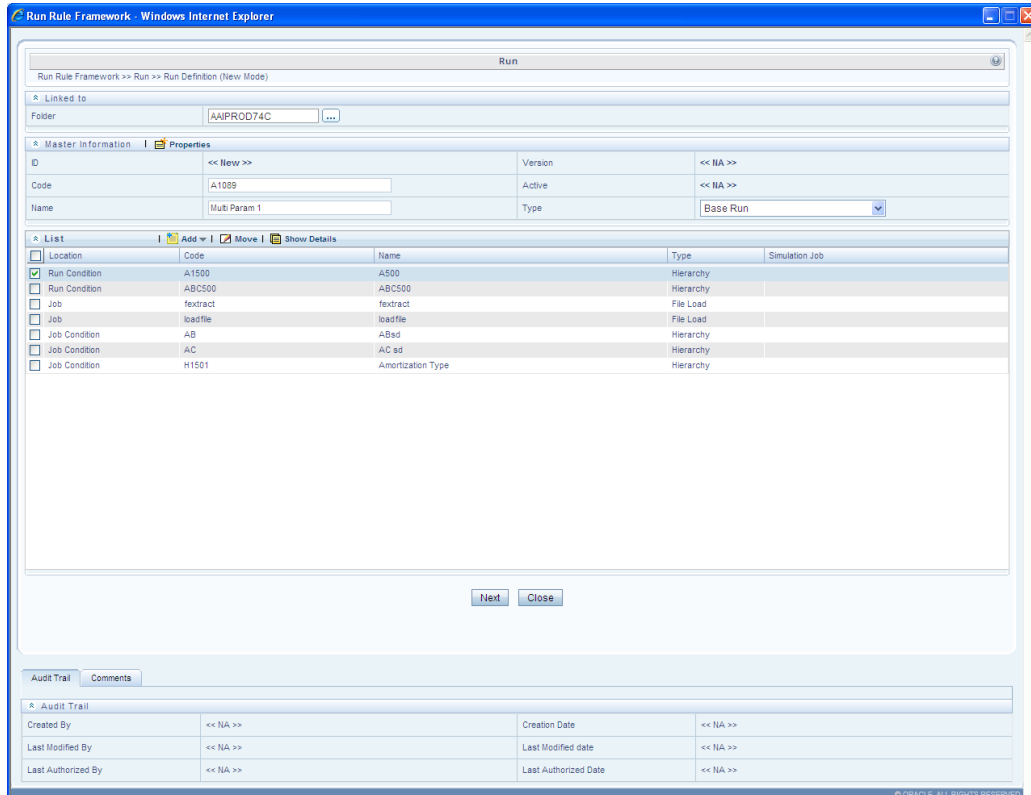 Run Rule Framework - Windows Internet Explorer
Run
Run Rule Framework >> Run >> Run Definition (New Mode)
Linked to
Folder AAIPROD74C ...
Master Information | Properties
ID << New >> Version << NA >>
Code A1089 Active << NA >>
Name Multi Param 1 Type Base Run
List | Add | Move | Show Details
Location Code Name Type Simulation Job
Run Condition A1500 A500 Hierarchy
Run Condition ABC500 ABC500 Hierarchy
Job fextract fextract File Load
Job loadfile loadfile File Load
Job Condition AB ABsd Hierarchy
Job Condition AC AC sd Hierarchy
Job Condition H1501 Amortization Type Hierarchy
Next Close
Audit Trail Comments
Audit Trail
Created By << NA >> Creation Date << NA >>
Last Modified By << NA >> Last Modified date << NA >>
Last Authorized By << NA >> Last Authorized Date << NA >>
© ORACLE. ALL RIGHTS RESERVED